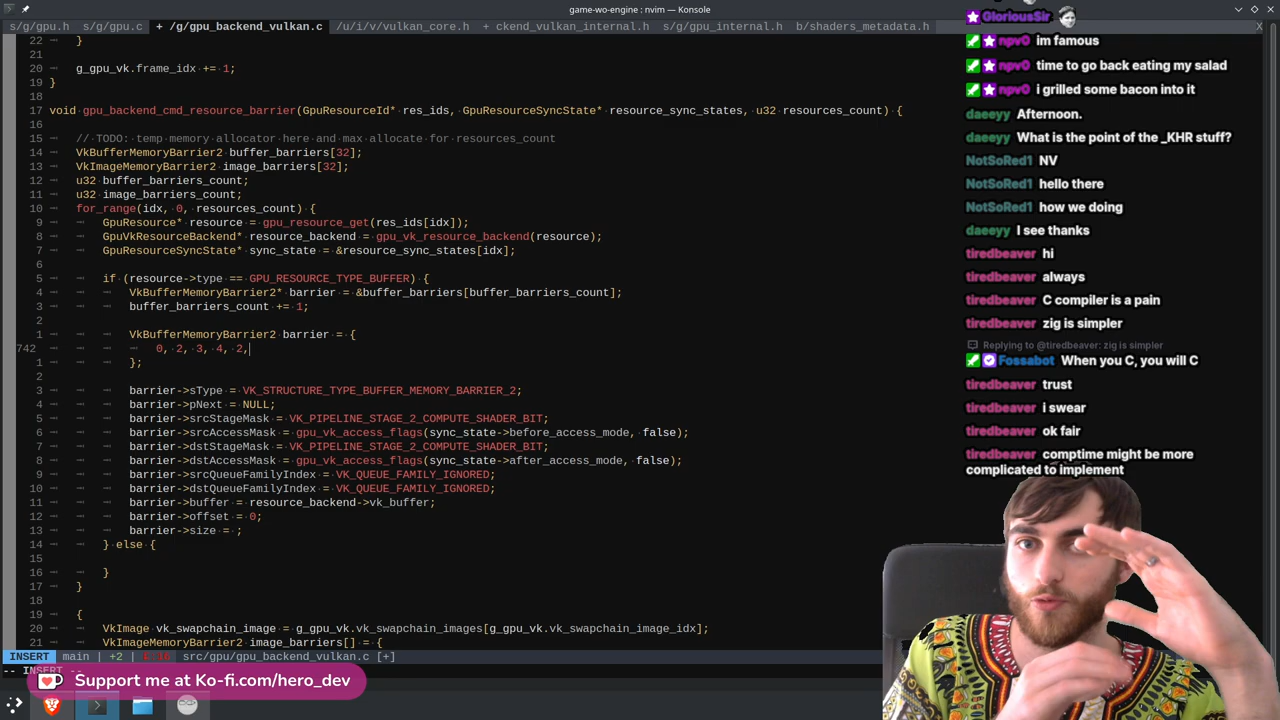 game-wo-engine : nvim — Konsole
s/g/gpu.h s/g/gpu.c + /g/gpu_backend_vulkan.c /u/i/v/vulkan_core.h + ckend_vulkan_internal.h s/g/gpu_internal.h b/shaders_metadata.h X
22 }
21
20 g_gpu_vk.frame_idx += 1;
19 }
18
17 void gpu_backend_cmd_resource_barrier(GpuResourceId* res_ids, GpuResourceSyncState* resource_sync_states, u32 resources_count) {
16
15 // TODO: temp memory allocator here and max allocate for resources_count
14 VkBufferMemoryBarrier2 buffer_barriers[32];
13 VkImageMemoryBarrier2 image_barriers[32];
12 u32 buffer_barriers_count;
11 u32 image_barriers_count;
10 for_range(idx, 0, resources_count) {
9 GpuResource* resource = gpu_resource_get(res_ids[idx]);
8 GpuVkResourceBackend* resource_backend = gpu_vk_resource_backend(resource);
7 GpuResourceSyncState* sync_state = &resource_sync_states[idx];
6
5 if (resource->type == GPU_RESOURCE_TYPE_BUFFER) {
4 VkBufferMemoryBarrier2* barrier = &buffer_barriers[buffer_barriers_count];
3 buffer_barriers_count += 1;
2
1 VkBufferMemoryBarrier2 barrier = {
742 0, 2, 3, 4, 2,
1 };
2
3 barrier->sType = VK_STRUCTURE_TYPE_BUFFER_MEMORY_BARRIER_2;
4 barrier->pNext = NULL;
5 barrier->srcStageMask = VK_PIPELINE_STAGE_2_COMPUTE_SHADER_BIT;
6 barrier->srcAccessMask = gpu_vk_access_flags(sync_state->before_access_mode, false);
7 barrier->dstStageMask = VK_PIPELINE_STAGE_2_COMPUTE_SHADER_BIT;
8 barrier->dstAccessMask = gpu_vk_access_flags(sync_state->after_access_mode, false);
9 barrier->srcQueueFamilyIndex = VK_QUEUE_FAMILY_IGNORED;
10 barrier->dstQueueFamilyIndex = VK_QUEUE_FAMILY_IGNORED;
11 barrier->buffer = resource_backend->vk_buffer;
12 barrier->offset = 0;
13 barrier->size = ;
14 } else {
15
16 }
17 }
18
19 {
20 VkImage vk_swapchain_image = g_gpu_vk.vk_swapchain_images[g_gpu_vk.vk_swapchain_image_idx];
21 VkImageMemoryBarrier2 image_barriers[] = {
INSERT main | +2 | src/gpu/gpu_backend_vulkan.c [+]
-- INSERT --
Support me at Ko-fi.com/hero_dev
GloriousSir
npv0 im famous
npv0 time to go back eating my salad
npv0 i grilled some bacon into it
daeeyy Afternoon.
daeeyy What is the point of the _KHR stuff?
NotSoRed1 NV
NotSoRed1 hello there
NotSoRed1 how we doing
daeeyy I see thanks
tiredbeaver hi
tiredbeaver always
tiredbeaver C compiler is a pain
tiredbeaver zig is simpler
Replying to @tiredbeaver: zig is simpler
Fossabot When you C, you will C
tiredbeaver trust
tiredbeaver i swear
tiredbeaver ok fair
tiredbeaver comptime might be more
complicated to implement